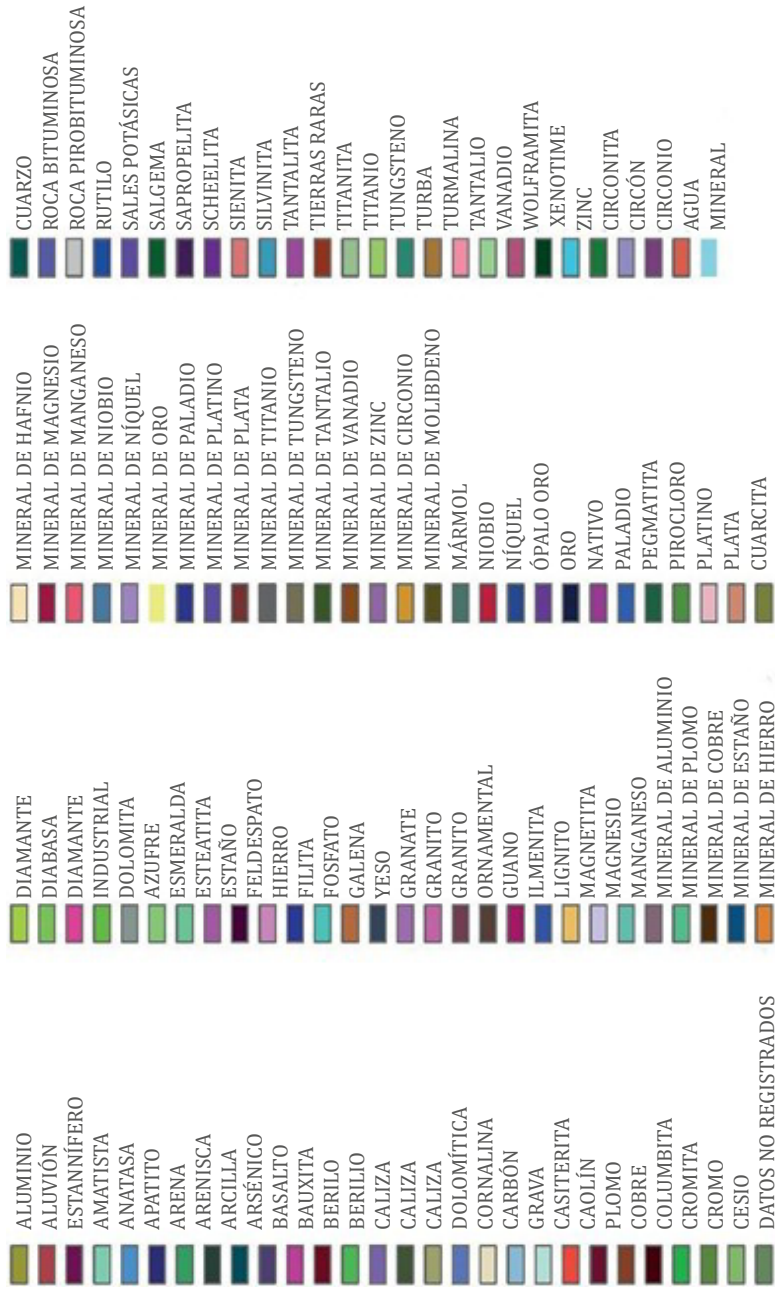 ALUMINIO
ALUVIÓN
ESTANNÍFERO
AMATISTA
ANATASA
APATITO
ARENA
ARENISCA
ARCILLA
ARSÉNICO
BASALTO
BAUXITA
BERILO
BERILIO
CALIZA
CALIZA
CALIZA
DOLOMÍTICA
CORNALINA
CARBÓN
GRAVA
CASITERITA
CAOLÍN
PLOMO
COBRE
COLUMBITA
CROMITA
CROMO
CESIO
DATOS NO REGISTRADOS
DIAMANTE
DIABASA
DIAMANTE
INDUSTRIAL
DOLOMITA
AZUFRE
ESMERALDA
ESTEATITA
ESTAÑO
FELDESPATO
HIERRO
FILITA
FOSFATO
GALENA
YESO
GRANATE
GRANITO
GRANITO
ORNAMENTAL
GUANO
ILMENITA
LIGNITO
MAGNETITA
MAGNESIO
MANGANESO
MINERAL DE ALUMINIO
MINERAL DE PLOMO
MINERAL DE COBRE
MINERAL DE ESTAÑO
MINERAL DE HIERRO
MINERAL DE HAFNIO
MINERAL DE MAGNESIO
MINERAL DE MANGANESO
MINERAL DE NIOBIO
MINERAL DE NÍQUEL
MINERAL DE ORO
MINERAL DE PALADIO
MINERAL DE PLATINO
MINERAL DE PLATA
MINERAL DE TITANIO
MINERAL DE TUNGSTENO
MINERAL DE TANTALIO
MINERAL DE VANADIO
MINERAL DE ZINC
MINERAL DE CIRCONIO
MINERAL DE MOLIBDENO
MÁRMOL
NIOBIO
NÍQUEL
ÓPALO ORO
ORO
NATIVO
PALADIO
PEGMATITA
PIROCLORO
PLATINO
PLATA
CUARCITA
CUARZO
ROCA BITUMINOSA
ROCA PIROBITUMINOSA
RUTILO
SALES POTÁSICAS
SALGEMA
SAPROPELITA
SCHEELITA
SIENITA
SILVINITA
TANTALITA
TIERRAS RARAS
TITANITA
TITANIO
TUNGSTENO
TURBA
TURMALINA
TANTALIO
VANADIO
WOLFRAMITA
XENOTIME
ZINC
CIRCONITA
CIRCÓN
CIRCONIO
AGUA
MINERAL